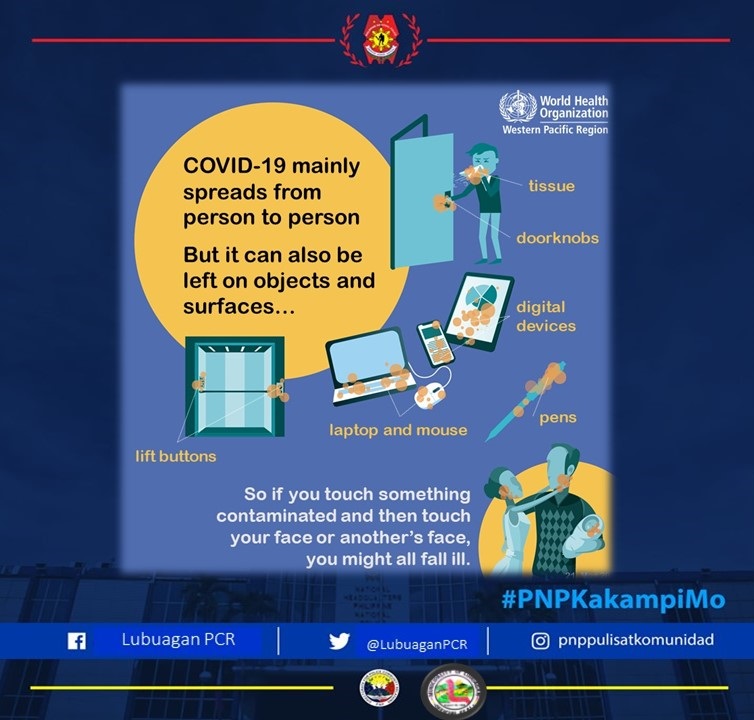 World Health
Organization
Western Pacific Region
COVID-19 mainly
spreads from
person to person
But it can also be
left on objects and
surfaces...
tissue
doorknobs
digital
devices
laptop and mouse
pens
lift buttons
So if you touch something
contaminated and then touch
your face or another's face,
you might all fall ill.
#PNPKakampiMo
Lubuagan PCR
@LubuaganPCR
pnppulisatkomunidad